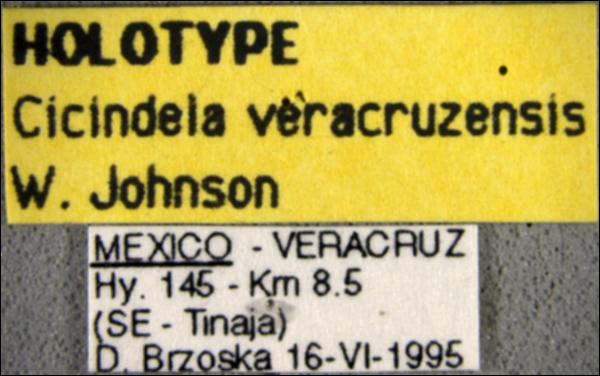 HOLOTYPE
Cicindela veracruzensis
W. Johnson
MEXICO - VERACRUZ
Hy. 145 - Km 8.5
(SE - Tinaja)
D. Brzoska 16-VI-1995